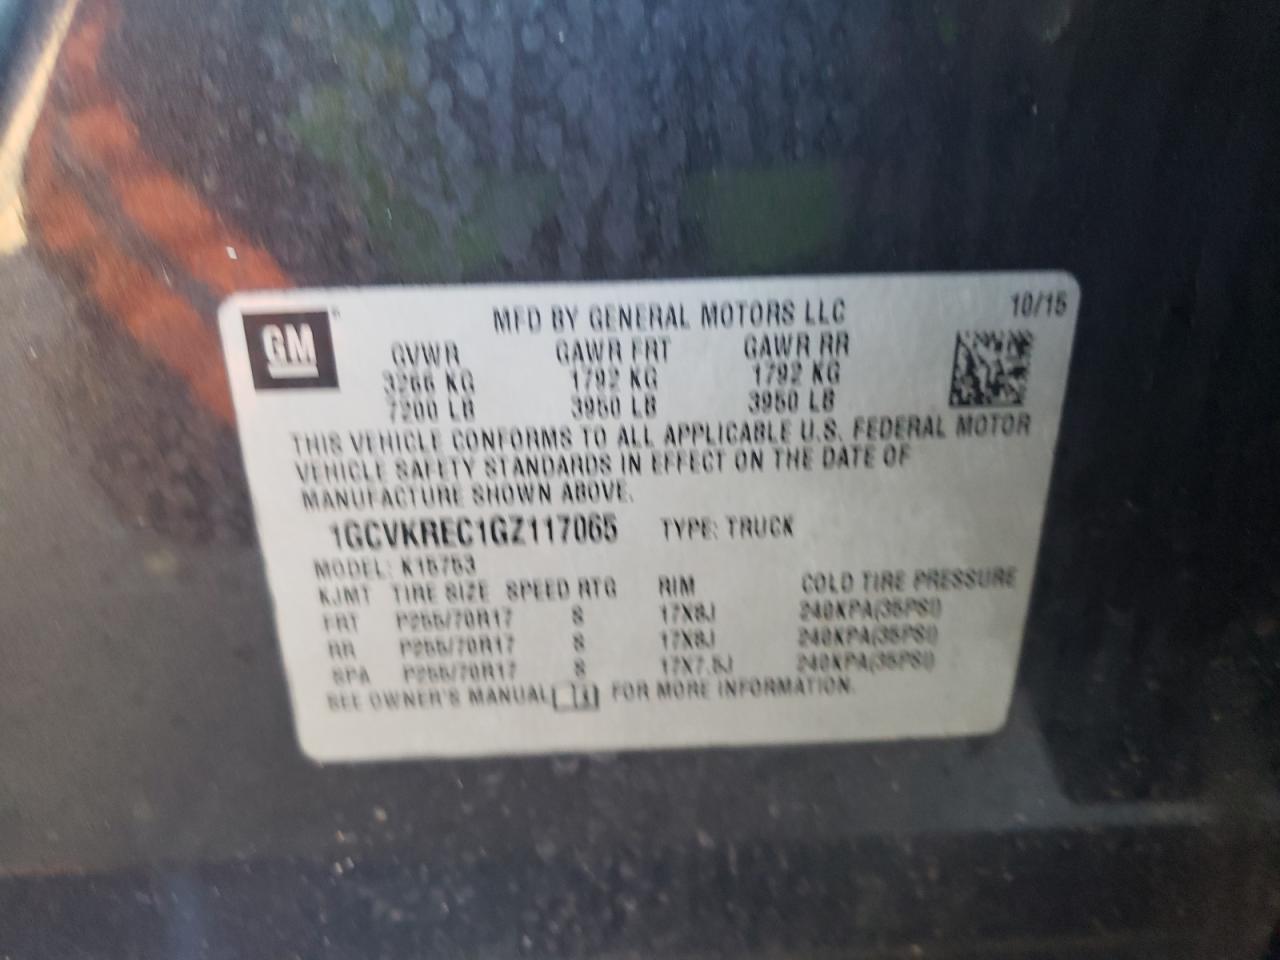 GM
MFD BY GENERAL MOTORS LLC 10/15
GVWR GAWR FRT GAWR RR
3266 KG 1792 KG 1792 KG
7200 LB 3950 LB 3950 LB
THIS VEHICLE CONFORMS TO ALL APPLICABLE U.S. FEDERAL MOTOR
VEHICLE SAFETY STANDARDS IN EFFECT ON THE DATE OF
MANUFACTURE SHOWN ABOVE.
1GCVKREC1GZ117065 TYPE: TRUCK
MODEL: K15753
KJMT TIRE SIZE SPEED RTG RIM COLD TIRE PRESSURE
FRT P255/70R17 S 17X8J 240KPA(35PSI)
RR P255/70R17 S 17X8J 240KPA(35PSI)
SPA P255/70R17 S 17X7.5J 240KPA(35PSI)
SEE OWNER'S MANUAL FOR MORE INFORMATION.